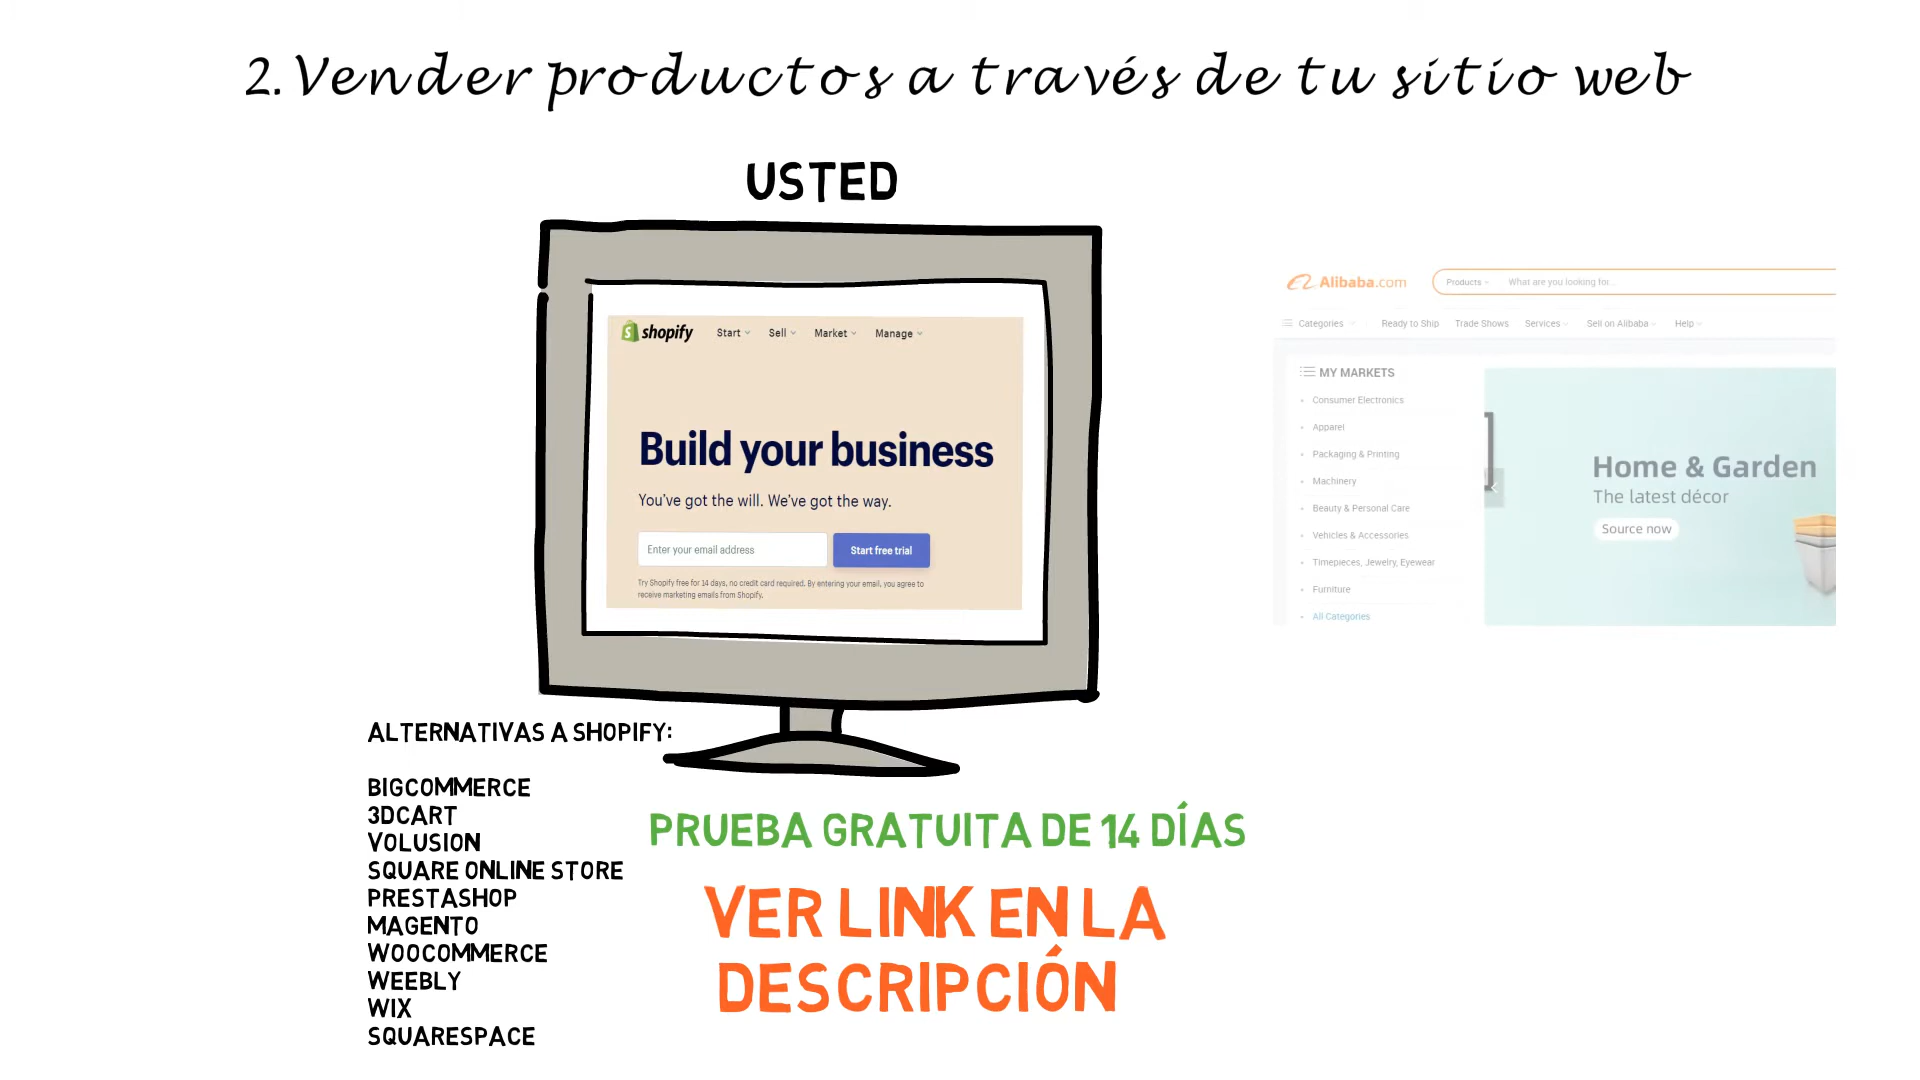 2. Vender productos a través de tu sitio web
USTED
shopify Start Sell Market Manage
Build your business
You've got the will. We've got the way.
Enter your email address Start free trial
Try Shopify free for 14 days, no credit card required. By entering your email, you agree to
receive marketing emails from Shopify.
Alibaba.com Products What are you looking for...
Categories Ready to Ship Trade Shows Services Sell on Alibaba Help
MY MARKETS
Consumer Electronics
Apparel
Packaging & Printing
Machinery
Beauty & Personal Care
Vehicles & Accessories
Timepieces, Jewelry, Eyewear
Furniture
All Categories
Home & Garden
The latest décor
Source now
ALTERNATIVAS A SHOPIFY:
BIGCOMMERCE
3DCART
VOLUSION
SQUARE ONLINE STORE
PRESTASHOP
MAGENTO
WOOCOMMERCE
WEEBLY
WIX
SQUARESPACE
PRUEBA GRATUITA DE 14 DÍAS
VER LINK EN LA
DESCRIPCIÓN